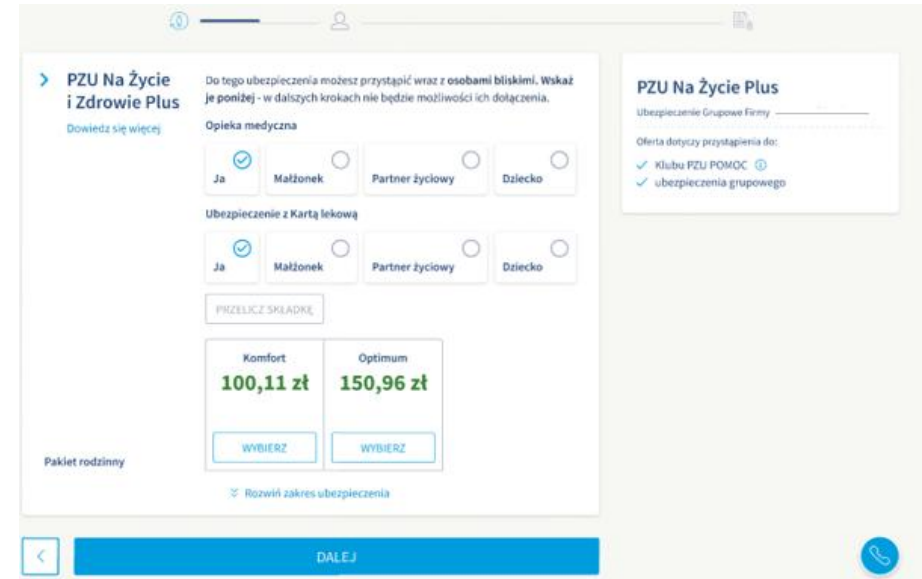 PZU Na Życie
i Zdrowie Plus
Dowiedz się więcej
Do tego ubezpieczenia możesz przystąpić wraz z osobami bliskimi. Wskaż
je poniżej - w dalszych krokach nie będzie możliwości ich dołączenia.
Opieka medyczna
Ja
Małżonek
Partner życiowy
Dziecko
Ubezpieczenie z Kartą lekową
Ja
Małżonek
Partner życiowy
Dziecko
PRZELICZ SKŁADKĘ
Komfort
100,11 zł
WYBIERZ
Optimum
150,96 zł
WYBIERZ
Pakiet rodzinny
Rozwiń zakres ubezpieczenia
DALEJ
PZU Na Życie Plus
Ubezpieczenie Grupowe Firmy
Oferta dotyczy przystąpienia do:
Klubu PZU POMOC
ubezpieczenia grupowego